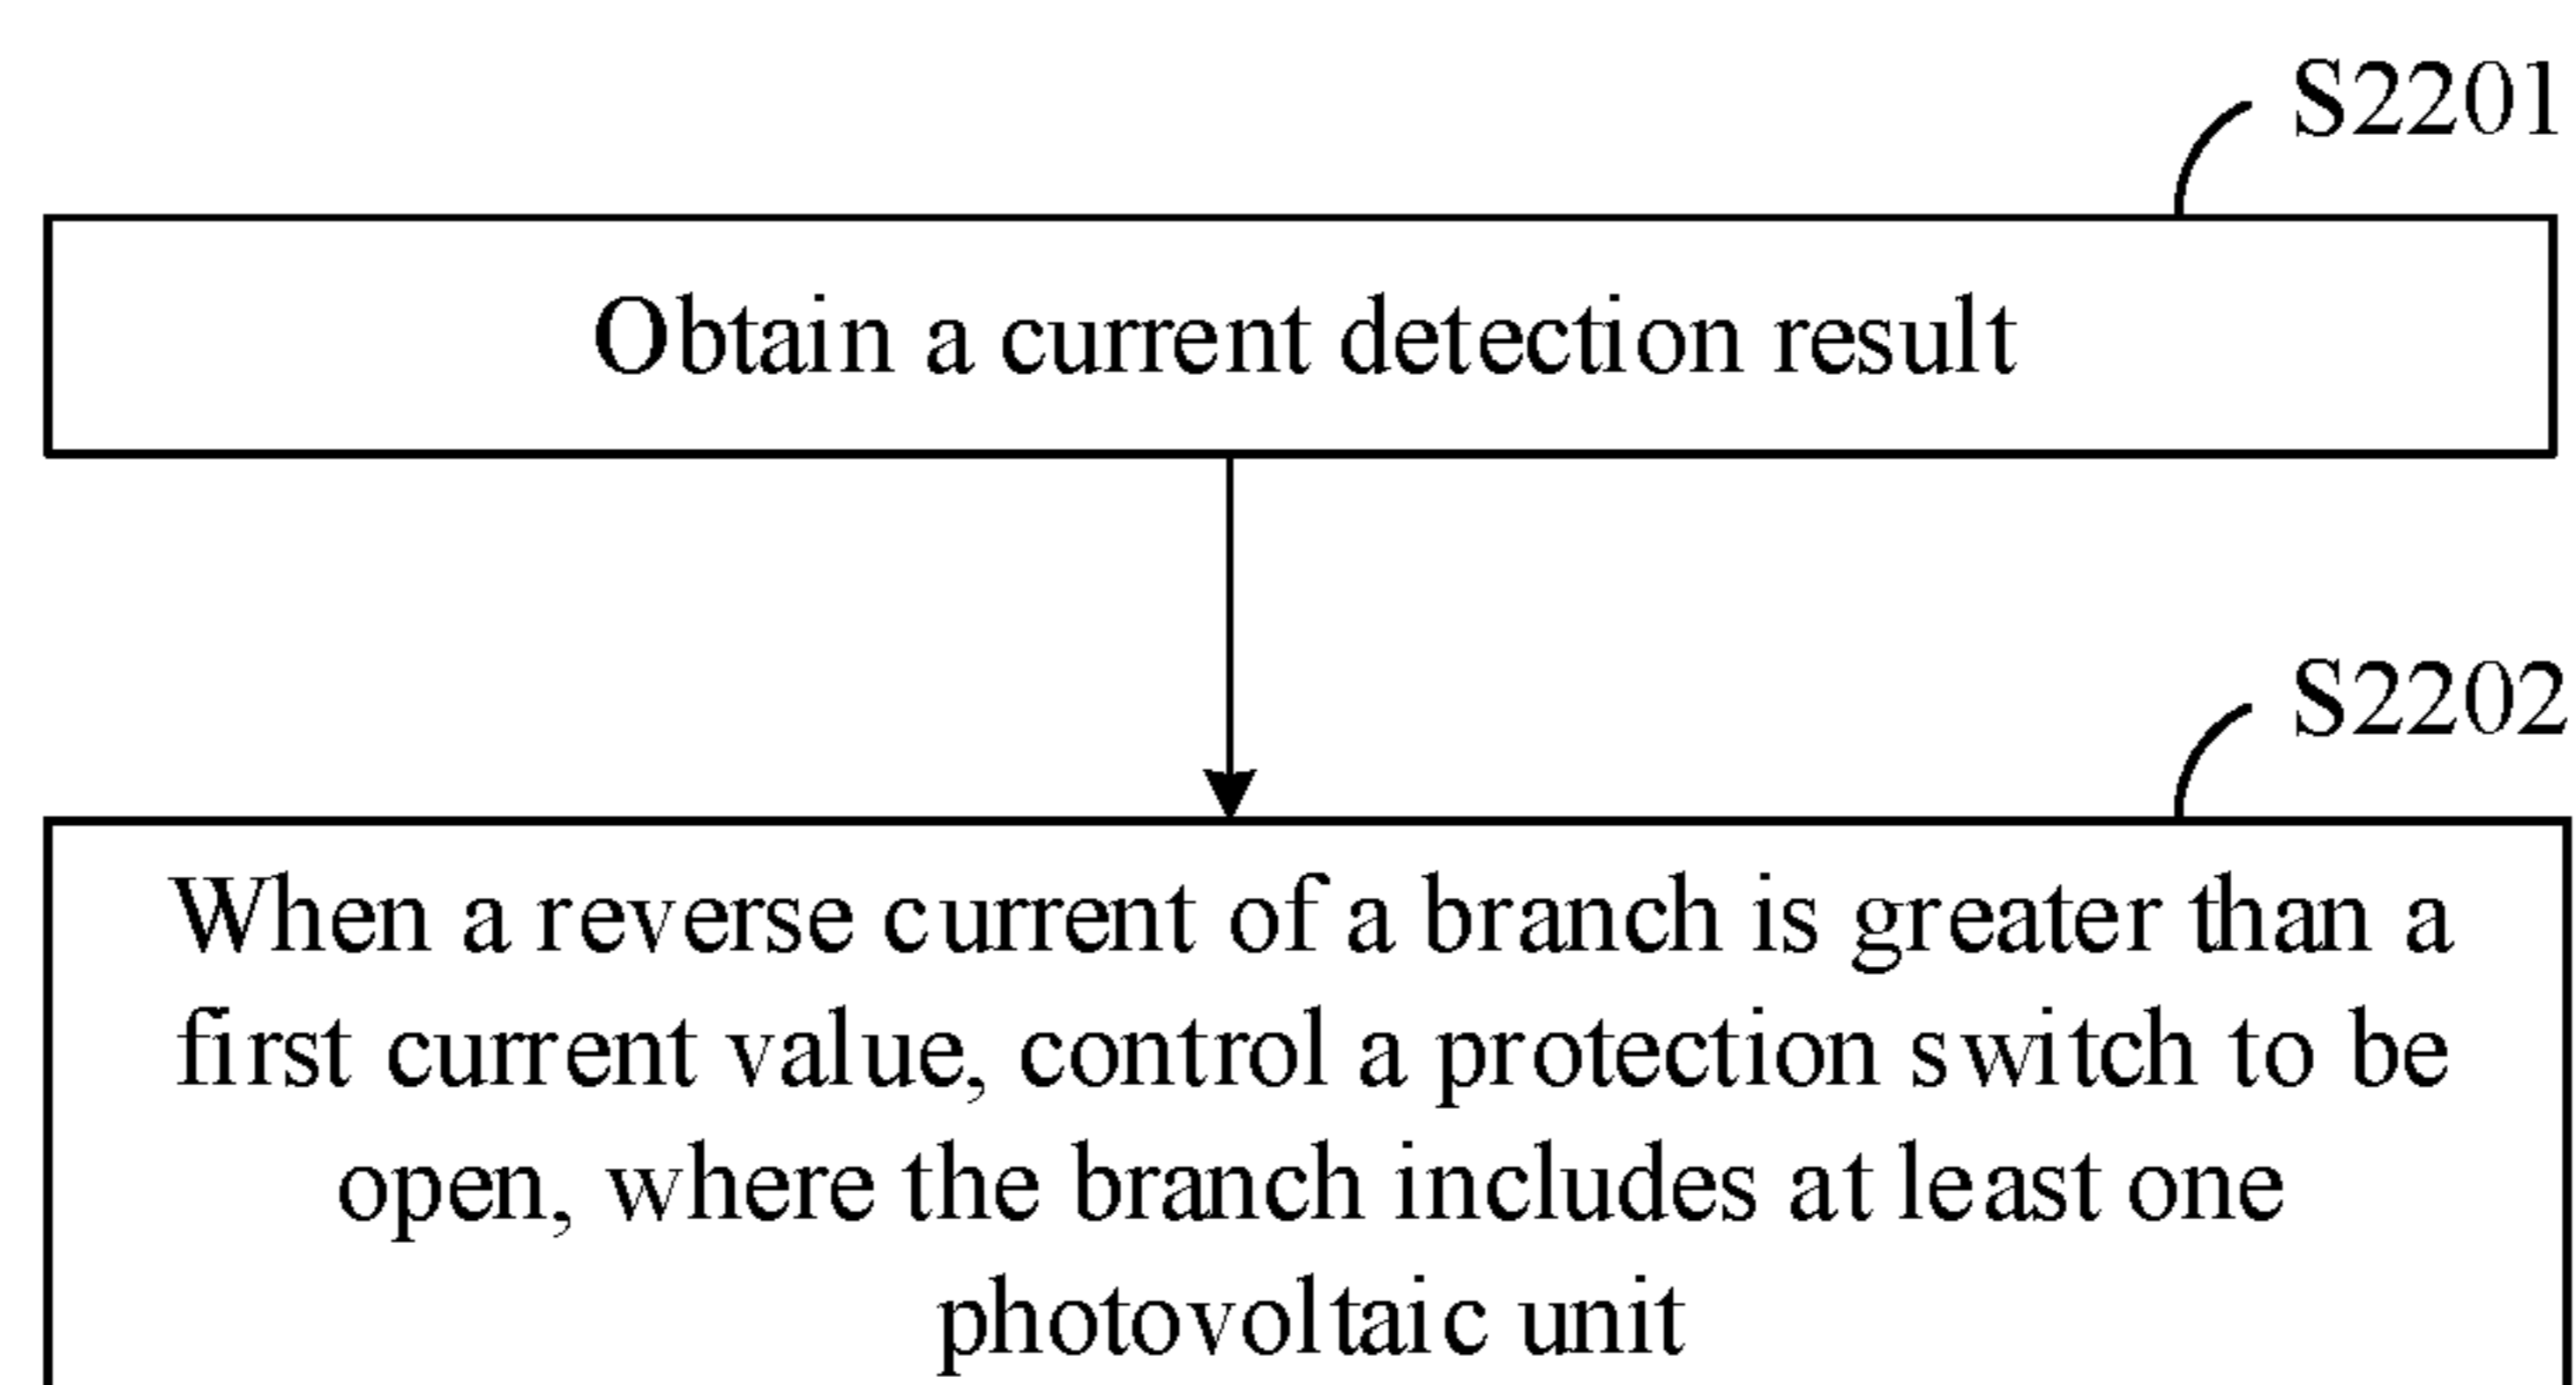 S2201
Obtain a current detection result
S2202
When a reverse current of a branch is greater than a
first current value, control a protection switch to be
open, where the branch includes at least one
photovoltaic unit